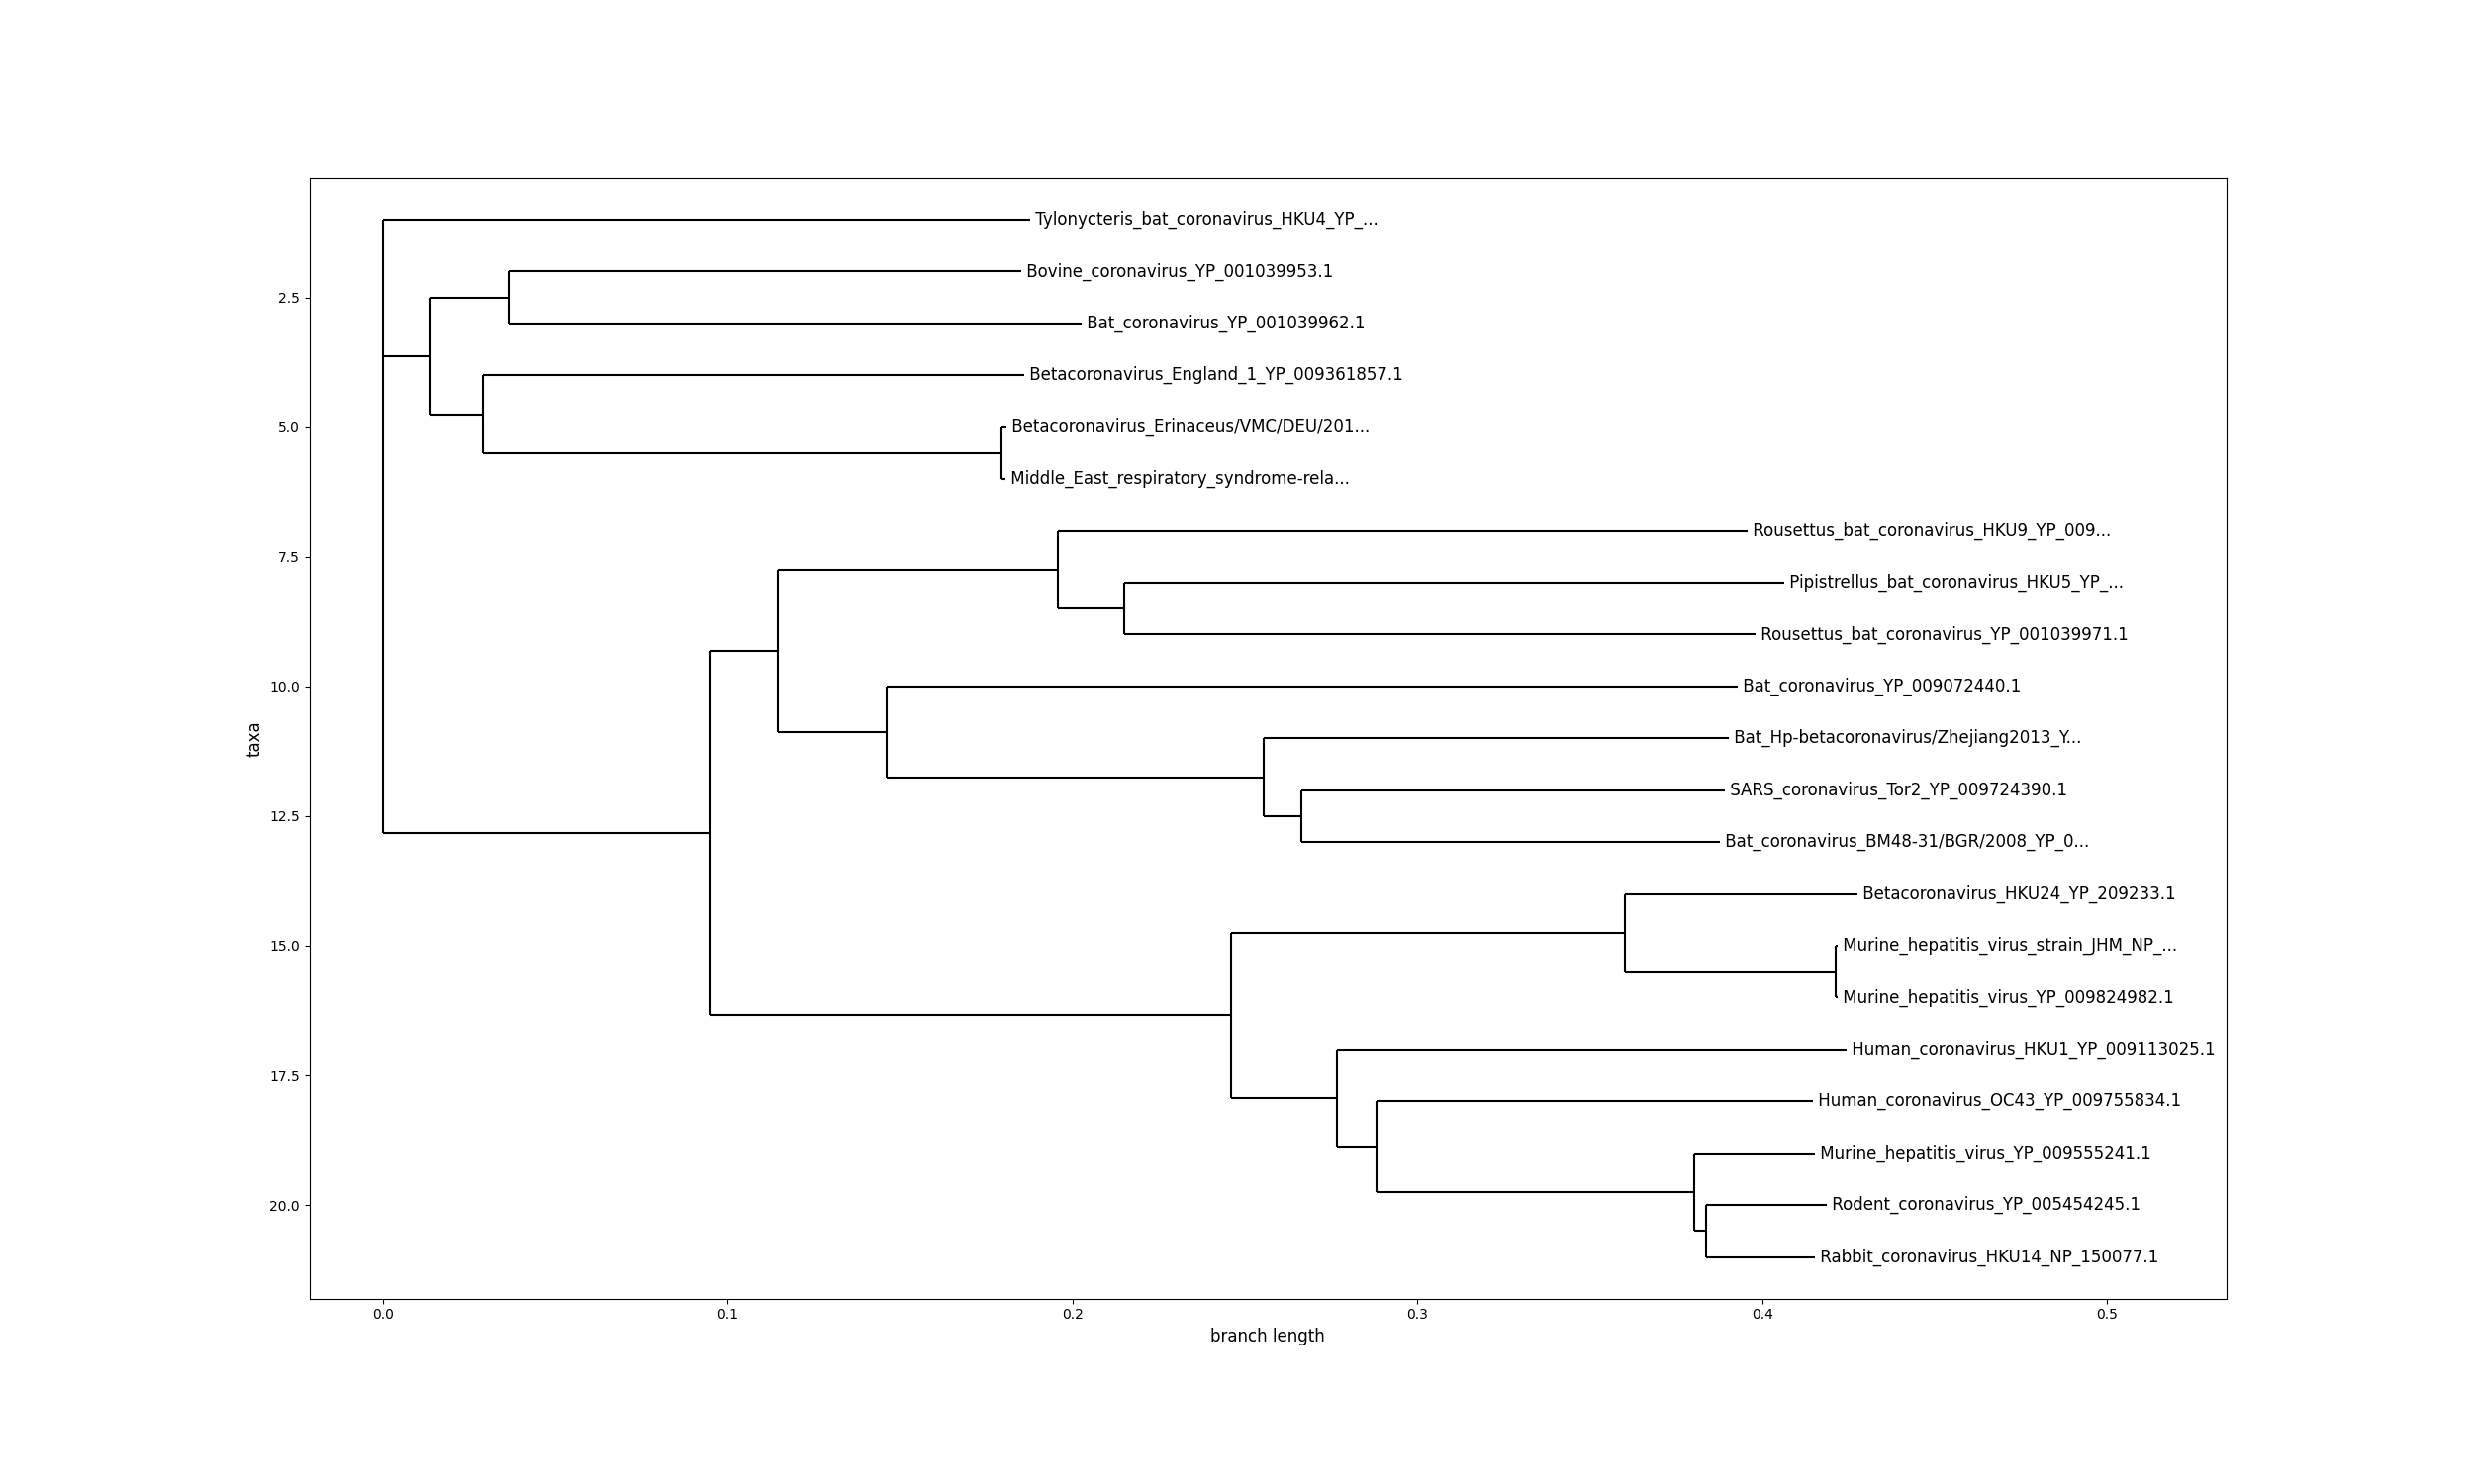 Tylonycteris_bat_coronavirus_HKU4_YP_...
Bovine_coronavirus_YP_001039953.1
2.5
Bat_coronavirus_YP_001039962.1
Betacoronavirus_England_1_YP_009361857.1
5.0
Betacoronavirus_Erinaceus/VMC/DEU/201...
Middle_East_respiratory_syndrome-rela...
Rousettus_bat_coronavirus_HKU9_YP_009...
7.5
Pipistrellus_bat_coronavirus_HKU5_YP_...
Rousettus_bat_coronavirus_YP_001039971.1
10.0
Bat_coronavirus_YP_009072440.1
taxa
Bat_Hp-betacoronavirus/Zhejiang2013_Y...
SARS_coronavirus_Tor2_YP_009724390.1
12.5
Bat_coronavirus_BM48-31/BGR/2008_YP_0...
Betacoronavirus_HKU24_YP_209233.1
15.0
Murine_hepatitis_virus_strain_JHM_NP_...
Murine_hepatitis_virus_YP_009824982.1
Human_coronavirus_HKU1_YP_009113025.1
17.5
Human_coronavirus_OC43_YP_009755834.1
Murine_hepatitis_virus_YP_009555241.1
20.0
Rodent_coronavirus_YP_005454245.1
Rabbit_coronavirus_HKU14_NP_150077.1
0.0 0.1 0.2 0.3 0.4 0.5
branch length